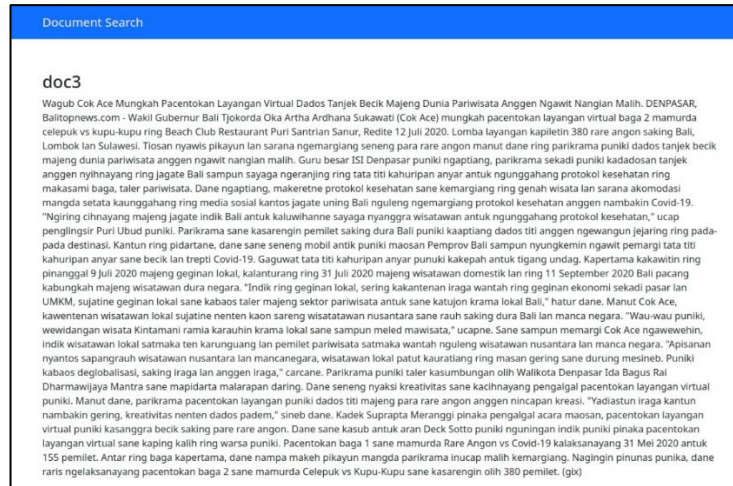 Document Search
doc3
Wagub Cok Ace Mungkah Pacentokan Layangan Virtual Dados Tanjek Becik Majeng Dunia Pariwisata Anggen Ngawit Nangian Malih. DENPASAR,
Balitopnews.com - Wakil Gubernur Bali Tjokorda Oka Artha Ardhana Sukawati (Cok Ace) mungkah pacentokan layangan virtual baga 2 mamurda
celepuk vs kupu-kupu ring Beach Club Restaurant Puri Santrian Sanur, Redite 12 Juli 2020. Lomba layangan kapiletin 380 rare angon saking Bali,
Lombok lan Sulawesi. Tiosan nyawis pikayun lan sarana ngemargiang seneng para rare angon manut dane ring parikrama puniki dados tanjek becik
majeng dunia pariwisata anggen ngawit nangian malih. Guru besar ISI Denpasar puniki ngaptiang, parikrama sekadi puniki kadadosan tanjek
anggen nyihnayang ring jagate Bali sampun sayaga ngeranjing ring tata titi kahuripan anyar antuk ngunggahang protokol kesehatan ring
makasami baga, taler pariwisata. Dane ngaptiang, makeretne protokol kesehatan sane kemargiang ring genah wisata lan sarana akomodasi
mangda setata kaunggahang ring media sosial kantos jagate uning Bali nguleng ngemargiang protokol kesehatan anggen nambakin Covid-19.
"Ngiring cihnayang majeng jagate indik Bali antuk kaluwihanne sayaga nyanggra wisatawan antuk ngunggahang protokol kesehatan," ucap
penglingsir Puri Ubud puniki. Parikrama sane kasarengin pemilet saking dura Bali puniki kaaptiang dados titi anggen ngewangun jejaring ring pada-
pada destinasi. Kantun ring pidartane, dane sane seneng mobil antik puniki maosan Pemprov Bali sampun nyungkemin ngawit pemargi tata titi
kahuripan anyar sane becik lan trepti Covid-19. Gaguwat tata titi kahuripan anyar punuki kakepah antuk tigang undag. Kapertama kakawitin ring
pinanggal 9 Juli 2020 majeng geginan lokal, kalanturang ring 31 Juli 2020 majeng wisatawan domestik lan ring 11 September 2020 Bali pacang
kabungkah majeng wisatawan dura negara. "Indik ring geginan lokal, sering kakantenan iraga wantah ring geginan ekonomi sekadi pasar lan
UMKM, sujatine geginan lokal sane kabaos taler majeng sektor pariwisata antuk sane katujon krama lokal Bali," hatur dane. Manut Cok Ace,
kawentenan wisatawan lokal sujatine nenten kaon sareng wisatatawan nusantara sane rauh saking dura Bali lan manca negara. "Wau-wau puniki,
wewidangan wisata Kintamani ramia karauhin krama lokal sane sampun meled mawisata," ucapne. Sane sampun memargi Cok Ace ngawewehin,
indik wisatawan lokal satmaka ten karunguang lan pemilet pariwisata satmaka wantah nguleng wisatawan nusantara lan manca negara. "Apisanan
nyantos sapangrauh wisatawan nusantara lan mancanegara, wisatawan lokal patut kauratiang ring masan gering sane durung mesineb. Puniki
kabaos deglobalisasi, saking iraga lan anggen iraga," carcane. Parikrama puniki taler kasumbungan olih Walikota Denpasar Ida Bagus Rai
Dharmawijaya Mantra sane mapidarta malarapan daring. Dane seneng nyaksi kreativitas sane kacihnayang pengalgal pacentokan layangan virtual
puniki. Manut dane, parikrama pacentokan layangan puniki dados titi majeng para rare angon anggen nincapan kreasi. "Yadiastun iraga kantun
nambakin gering, kreativitas nenten dados padem," sineb dane. Kadek Suprapta Meranggi pinaka pengalgal acara maosan, pacentokan layangan
virtual puniki kasanggra becik saking pare rare angon. Dane sane kasub antuk aran Deck Sotto puniki ningupan puniki pinaka pacentokan
layangan virtual sane kaping kalih ring warsa puniki. Pacentokan baga 1 sane mamurda Rare Angon vs Covid-19 kalaksanayang 31 Mei 2020 antuk
155 pemilet. Antar ring baga kapertama, dane nampa makeh pikayun mangda parikrama inucap malih kemargiang. Nagingin pinunas punika, dane
raris ngelaksanayang pacentokan baga 2 sane mamurda Celepuk vs Kupu-Kupu sane kasarengin olih 380 pemilet. (gix)